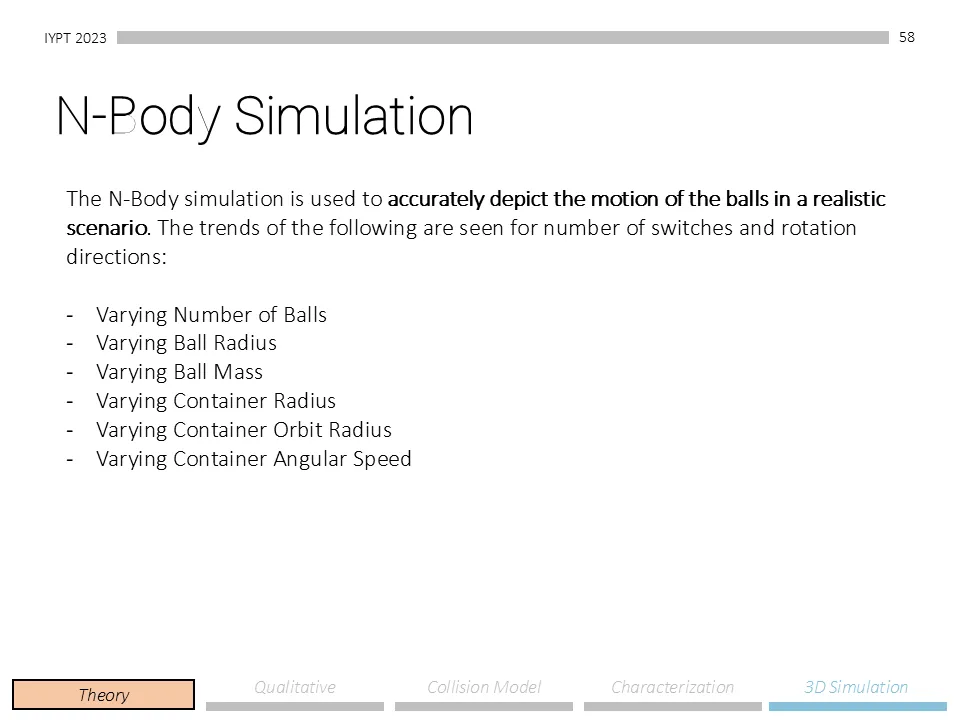 IYPT 2023
58
N-Body Simulation
The N-Body simulation is used to accurately depict the motion of the balls in a realistic
scenario. The trends of the following are seen for number of switches and rotation
directions:
- Varying Number of Balls
- Varying Ball Radius
- Varying Ball Mass
- Varying Container Radius
- Varying Container Orbit Radius
- Varying Container Angular Speed
Theory
Qualitative
Collision Model
Characterization
3D Simulation